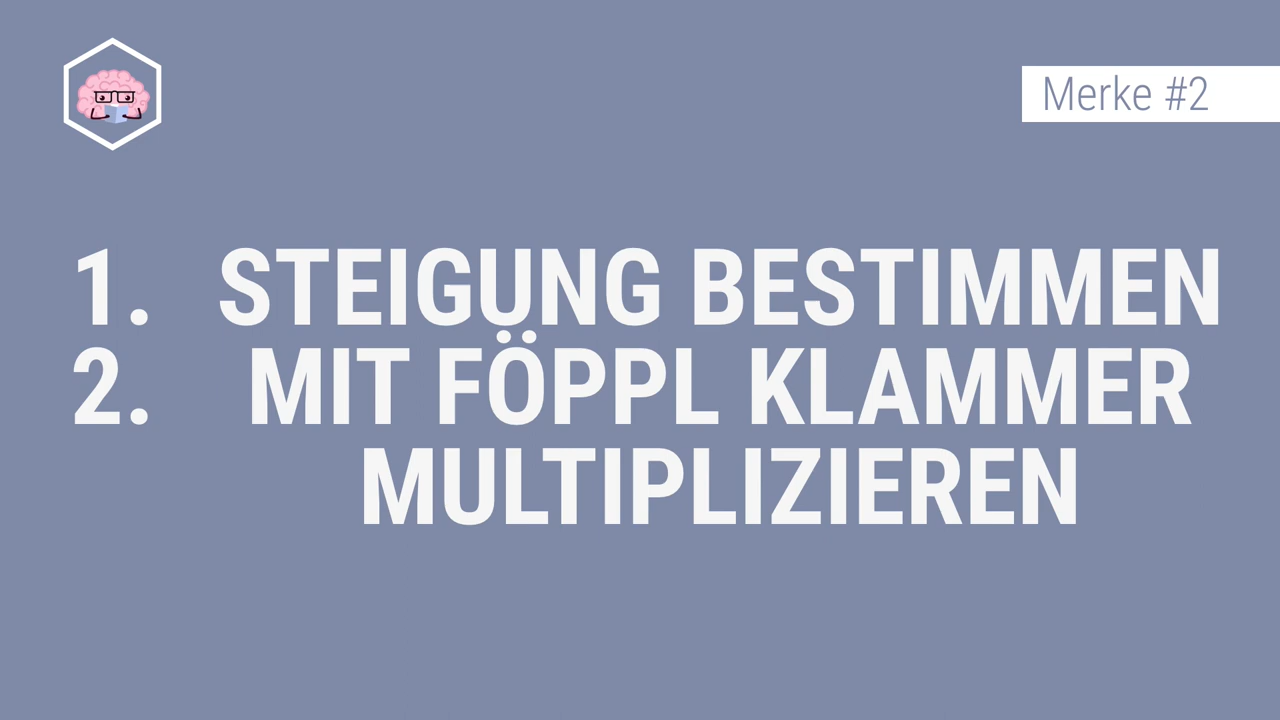 Merke #2
1. STEIGUNG BESTIMMEN
2. MIT FÖPPL KLAMMER
MULTIPLIZIEREN